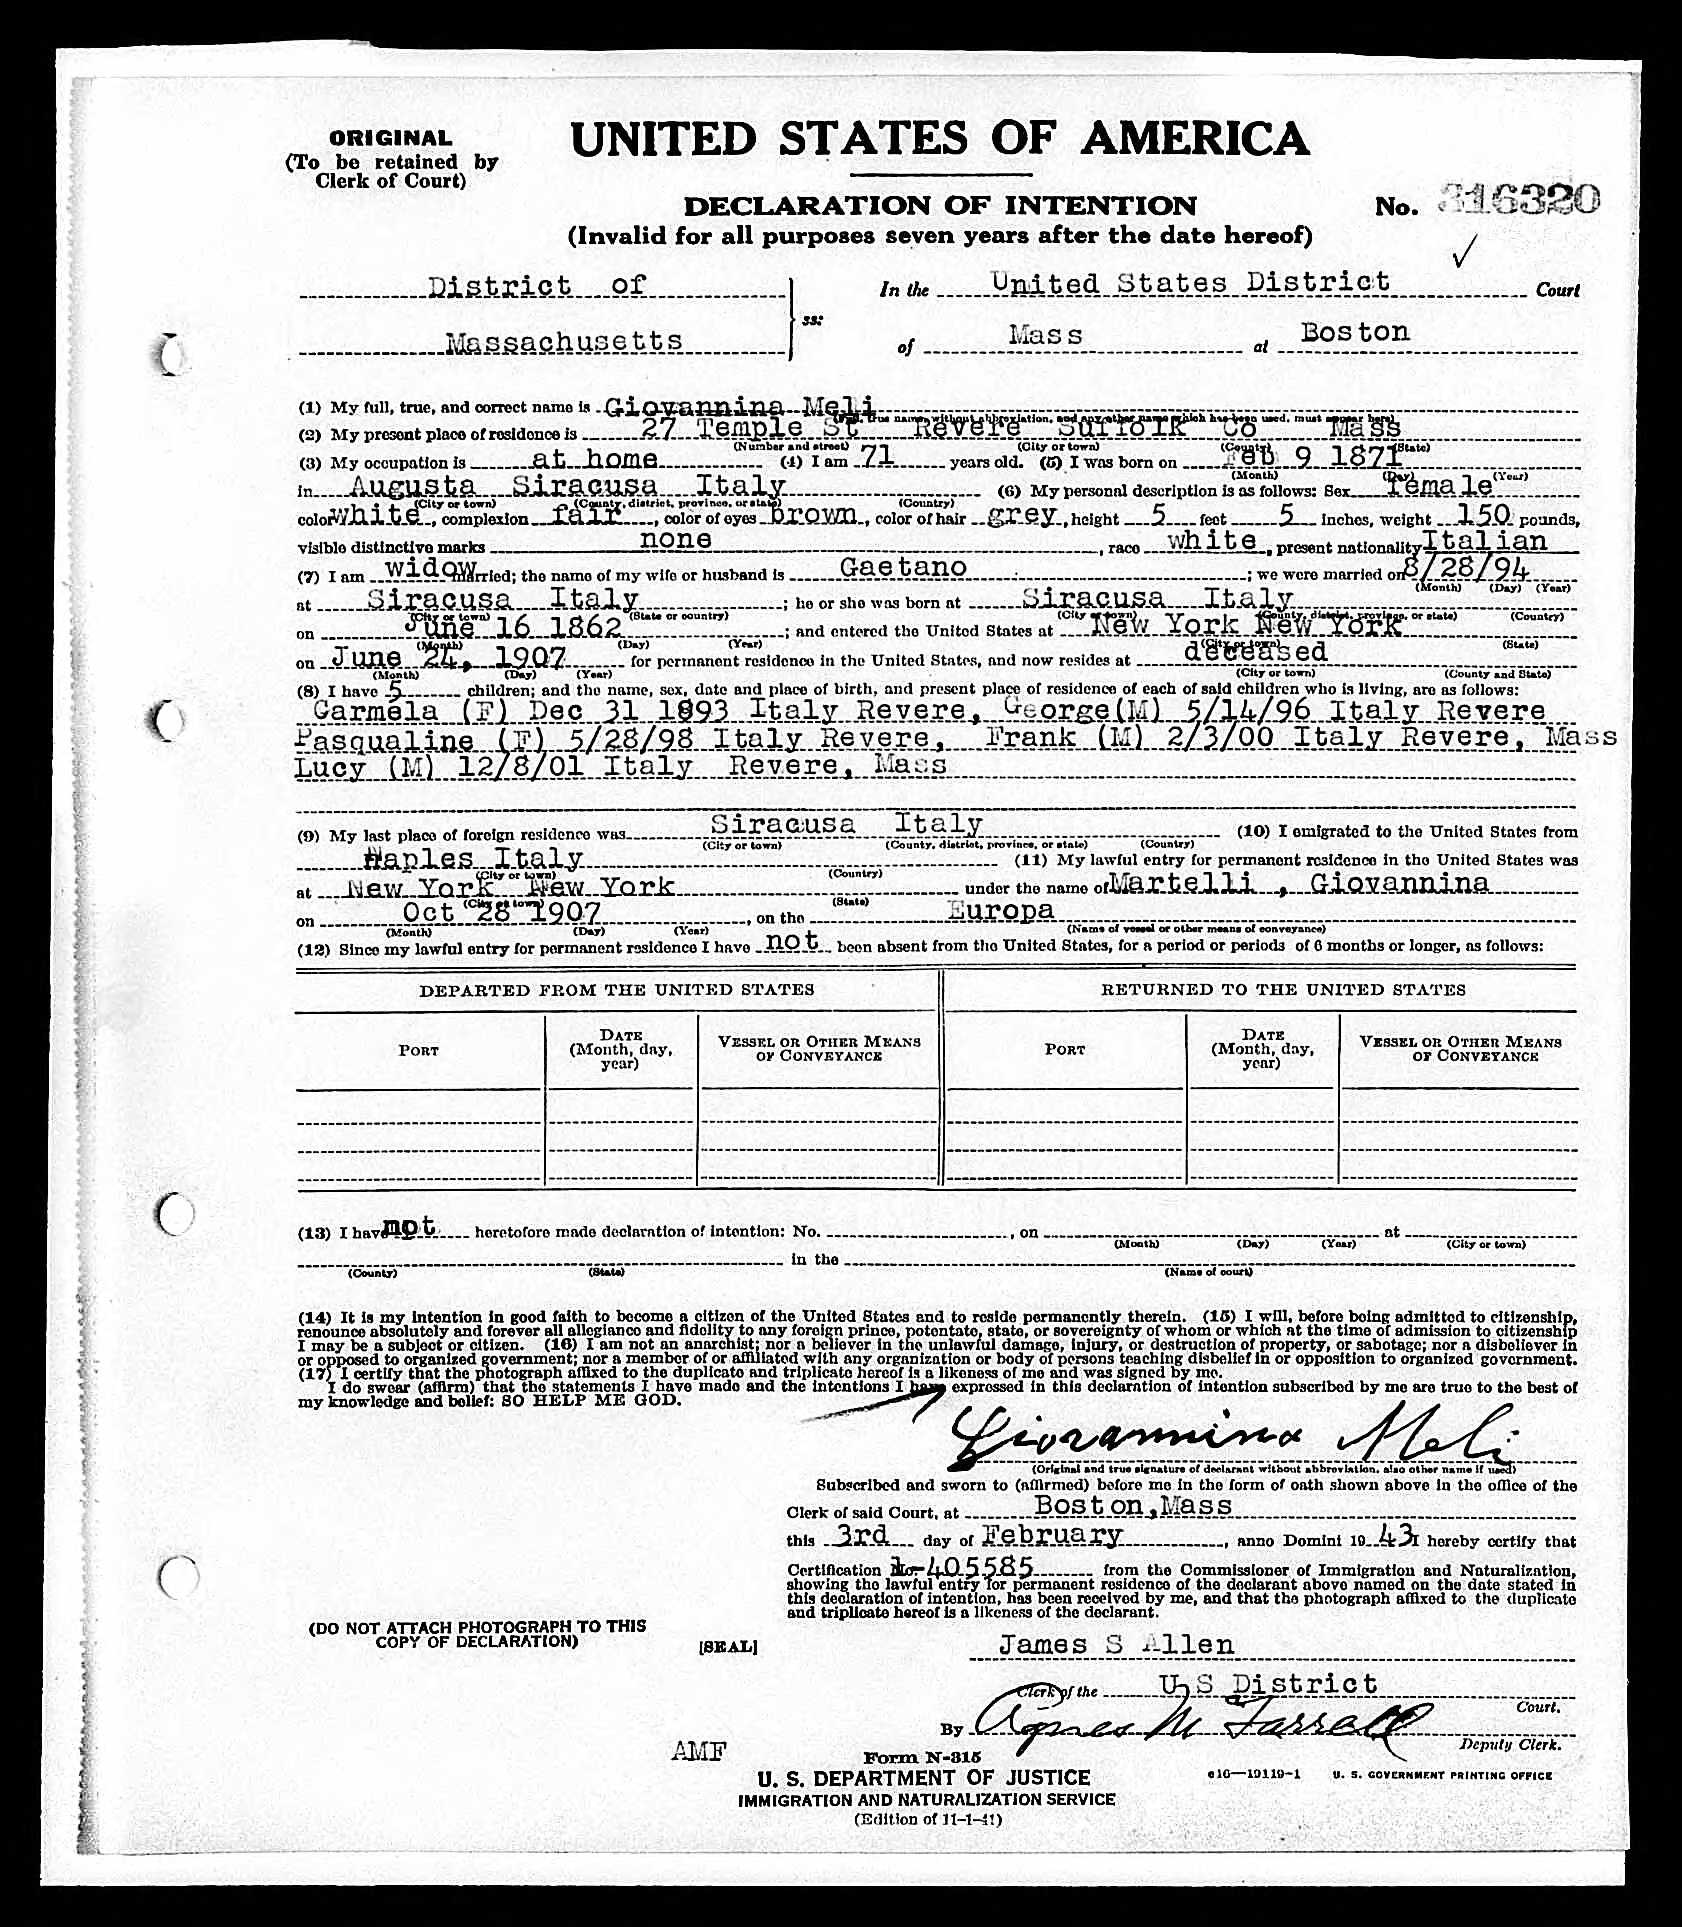 ORIGINAL
(To be retained by
Clerk of Court)
UNITED STATES OF AMERICA
DECLARATION OF INTENTION
No. 316320
(Invalid for all purposes seven years after the date hereof)
✓
District of
In the United States District Court
ss:
Massachusetts
of Mass at Boston
(1) My full, true, and correct name is Giovannina Meli
(Full, true name, without abbreviation, and any other name which has been used, must appear here)
(2) My present place of residence is 27 Temple St Revere Suffolk Co Mass
(Number and street) (City or town) (County) (State)
(3) My occupation is at home (4) I am 71 years old. (5) I was born on Feb 9 1871
(Month) (Day) (Year)
in Augusta Siracusa Italy (6) My personal description is as follows: Sex female
(City or town) (County, district, province, or state) (Country)
color white, complexion fair, color of eyes brown, color of hair grey, height 5 feet 5 inches, weight 150 pounds,
visible distinctive marks none, race white, present nationality Italian
(7) I am widow married; the name of my wife or husband is Gaetano; we were married on 8/28/94
(Month) (Day) (Year)
at Siracusa Italy; he or she was born at Siracusa Italy
(City or town) (State or country) (City or town) (County, district, province, or state) (Country)
on June 16 1862; and entered the United States at New York New York
(Month) (Day) (Year) (City or town) (State)
on June 24, 1907 for permanent residence in the United States, and now resides at deceased
(Month) (Day) (Year) (City or town) (County and State)
(8) I have 5 children; and the name, sex, date and place of birth, and present place of residence of each of said children who is living, are as follows:
Carmela (F) Dec 31 1893 Italy Revere, George(M) 5/14/96 Italy Revere
Pasqualine (F) 5/28/98 Italy Revere, Frank (M) 2/3/00 Italy Revere, Mass
Lucy (M) 12/8/01 Italy Revere, Mass
(9) My last place of foreign residence was Siracusa Italy (10) I emigrated to the United States from
(City or town) (County, district, province, or state) (Country)
Naples Italy (11) My lawful entry for permanent residence in the United States was
(City or town) (Country)
at New York New York under the name of Martelli , Giovannina
(City or town) (State)
on Oct 28 1907, on the Europa
(Month) (Day) (Year) (Name of vessel or other means of conveyance)
(12) Since my lawful entry for permanent residence I have not been absent from the United States, for a period or periods of 6 months or longer, as follows:
DEPARTED FROM THE UNITED STATES RETURNED TO THE UNITED STATES
PORT DATE (Month, day, year) VESSEL OR OTHER MEANS OF CONVEYANCE PORT DATE (Month, day, year) VESSEL OR OTHER MEANS OF CONVEYANCE
(13) I have not heretofore made declaration of intention: No. , on at
(Month) (Day) (Year) (City or town)
in the
(County) (State) (Name of court)
(14) It is my intention in good faith to become a citizen of the United States and to reside permanently therein. (15) I will, before being admitted to citizenship,
renounce absolutely and forever all allegiance and fidelity to any foreign prince, potentate, state, or sovereignty of whom or which at the time of admission to citizenship
I may be a subject or citizen. (16) I am not an anarchist; nor a believer in the unlawful damage, injury, or destruction of property, or sabotage; nor a disbeliever in
or opposed to organized government; nor a member of or affiliated with any organization or body of persons teaching disbelief in or opposition to organized government.
(17) I certify that the photograph affixed to the duplicate and triplicate hereof is a likeness of me and was signed by me.
I do swear (affirm) that the statements I have made and the intentions I have expressed in this declaration of intention subscribed by me are true to the best of
my knowledge and belief: SO HELP ME GOD.
Giovannina Meli
(Original and true signature of declarant without abbreviation, also other name if used)
Subscribed and sworn to (affirmed) before me in the form of oath shown above in the office of the
Clerk of said Court, at Boston,Mass
this 3rd day of February, anno Domini 19 43 I hereby certify that
Certification No. 1-405585 from the Commissioner of Immigration and Naturalization,
showing the lawful entry for permanent residence of the declarant above named on the date stated in
this declaration of intention, has been received by me, and that the photograph affixed to the duplicate
and triplicate hereof is a likeness of the declarant.
(DO NOT ATTACH PHOTOGRAPH TO THIS
COPY OF DECLARATION)
[SEAL]
James S Allen
Clerk of the U S District Court.
By Agnes M Farrell Deputy Clerk.
AMF
Form N-315
U. S. DEPARTMENT OF JUSTICE
IMMIGRATION AND NATURALIZATION SERVICE
(Edition of 11-1-41)
c16—19119-1 U. S. GOVERNMENT PRINTING OFFICE